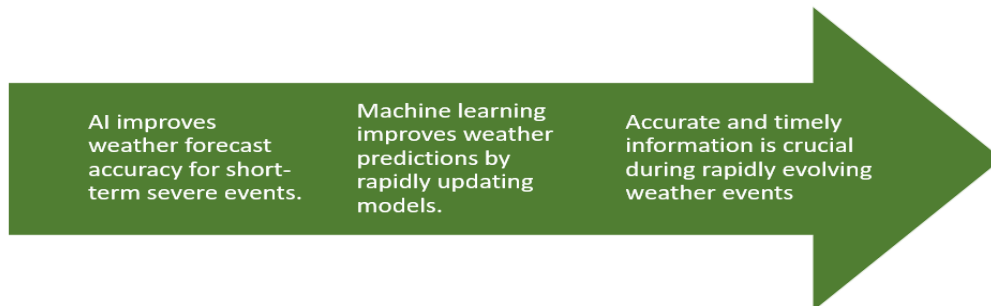 AI improves
weather forecast
accuracy for short-
term severe events.
Machine learning
improves weather
predictions by
rapidly updating
models.
Accurate and timely
information is crucial
during rapidly evolving
weather events